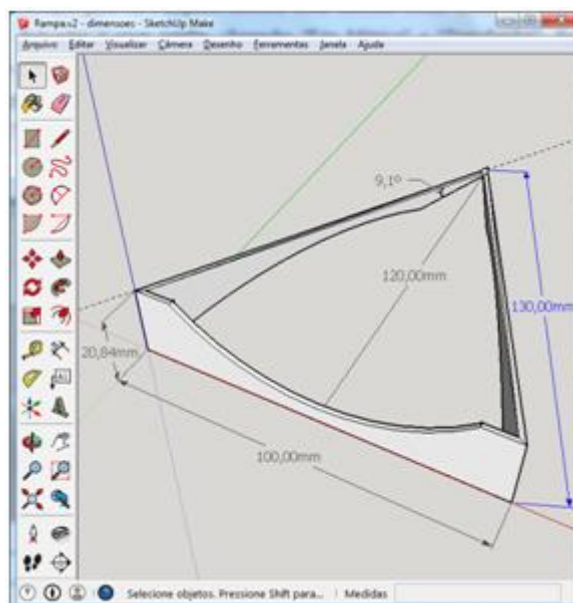 Rampa.v2 - dimensoes - SketchUp Make
Arquivo Editar Visualizar Câmera Desenho Ferramentas Janela Ajuda
9,1º
120,00mm
130,00mm
20,84mm
100,00mm
Selecione objetos. Pressione Shift para... Medidas